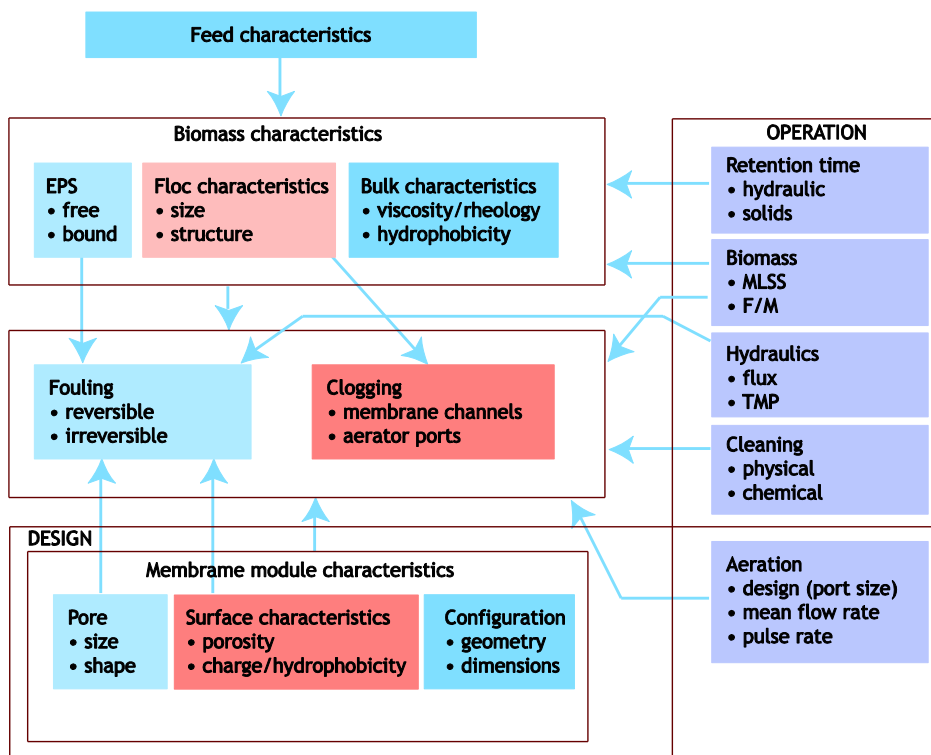 Feed characteristics
Biomass characteristics
EPS
• free
• bound
Floc characteristics
• size
• structure
Bulk characteristics
• viscosity/rheology
• hydrophobicity
OPERATION
Retention time
• hydraulic
• solids
Biomass
• MLSS
• F/M
Hydraulics
• flux
• TMP
Cleaning
• physical
• chemical
Fouling
• reversible
• irreversible
Clogging
• membrane channels
• aerator ports
DESIGN
Membrame module characteristics
Pore
• size
• shape
Surface characteristics
• porosity
• charge/hydrophobicity
Configuration
• geometry
• dimensions
Aeration
• design (port size)
• mean flow rate
• pulse rate